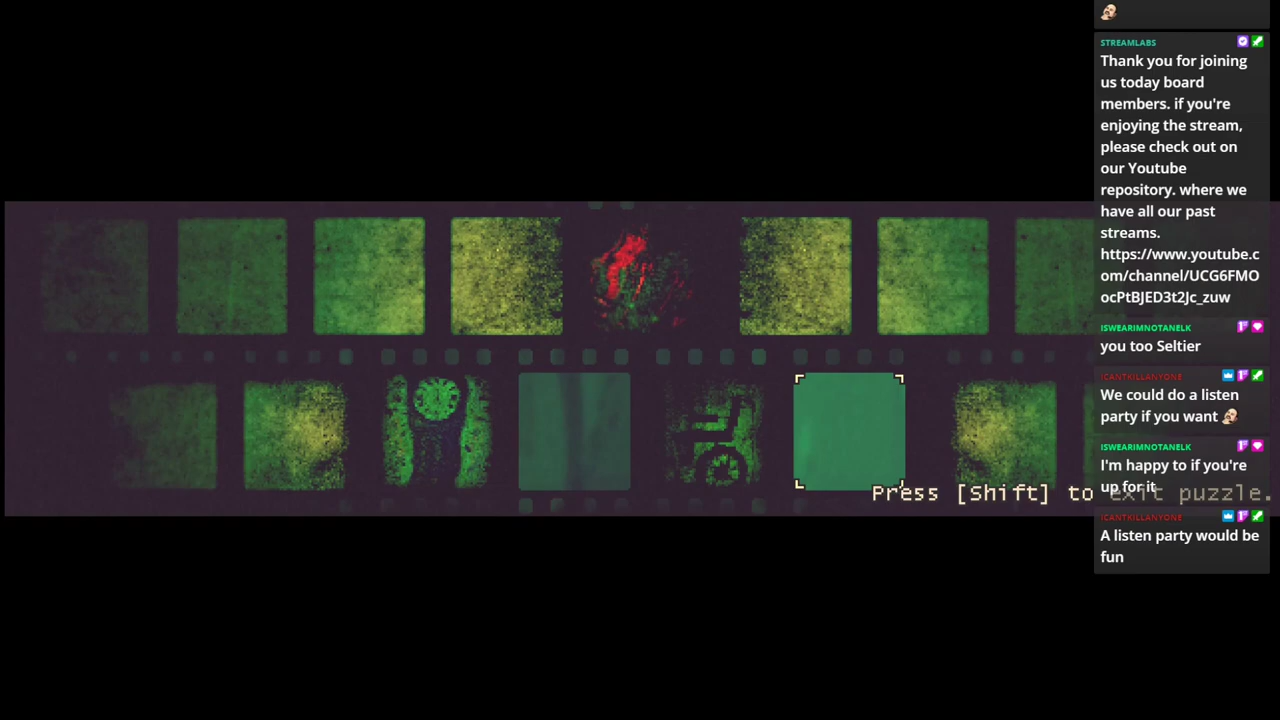 STREAMLABS
Thank you for joining
us today board
members. if you're
enjoying the stream,
please check out on
our Youtube
repository. where we
have all our past
streams.
https://www.youtube.c
om/channel/UCG6FMO
ocPtBJED3t2Jc_zuw
ISWEARIMNOTANELK
you too Seltier
ICANTKILLANYONE
We could do a listen
party if you want
ISWEARIMNOTANELK
I'm happy to if you're
up for it
Press [Shift] to exit puzzle.
ICANTKILLANYONE
A listen party would be
fun